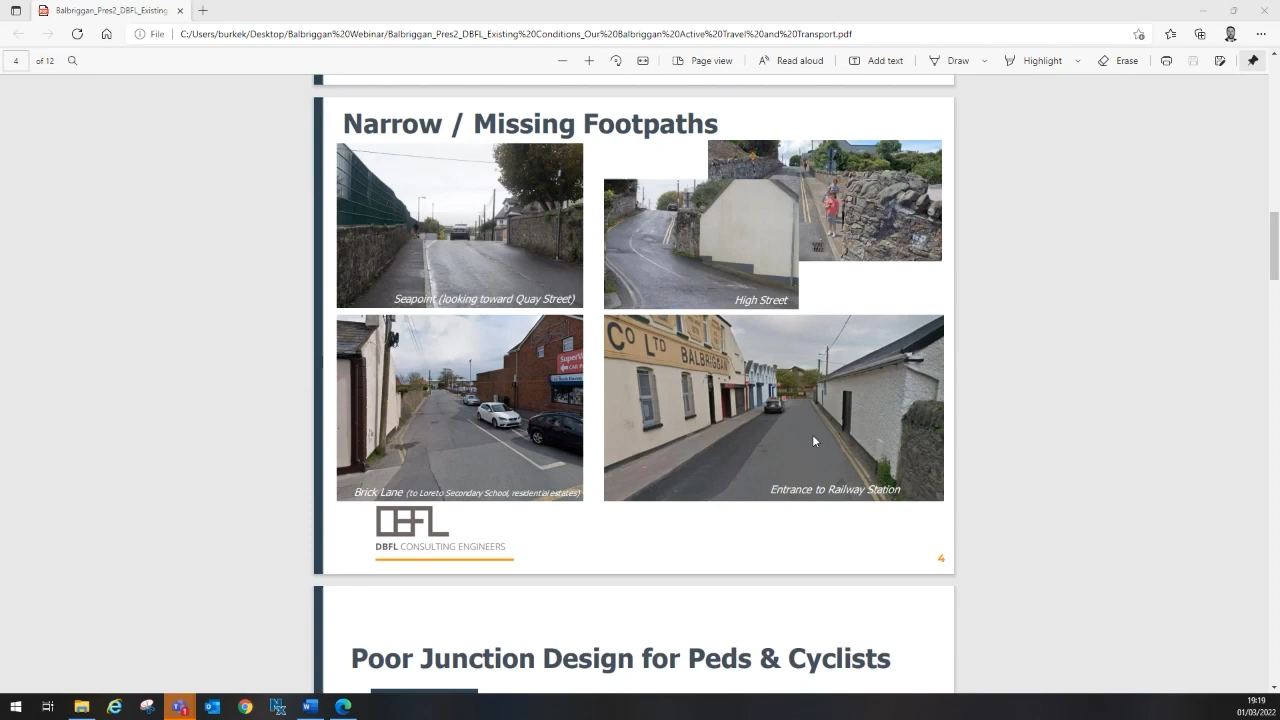 Balbriggan_Pres2_DBFL_Existing
File
C:/Users/burkek/Desktop/Balbriggan%20Webinar/Balbriggan_Pres2_DBFL_Existing%20Conditions_Our%20Balbriggan%20Active%20Travel%20and%20Transport.pdf
4 of 12
Page view
Read aloud
Add text
Draw
Highlight
Erase
Narrow / Missing Footpaths
Seapoint (looking toward Quay Street)
High Street
SuperVa
CAR P
Co LTD BALBRIGGAN
Brick Lane (to Loreto Secondary School, residential estates)
Entrance to Railway Station
DBFL
DBFL CONSULTING ENGINEERS
4
Poor Junction Design for Peds & Cyclists
19:19
01/03/2022